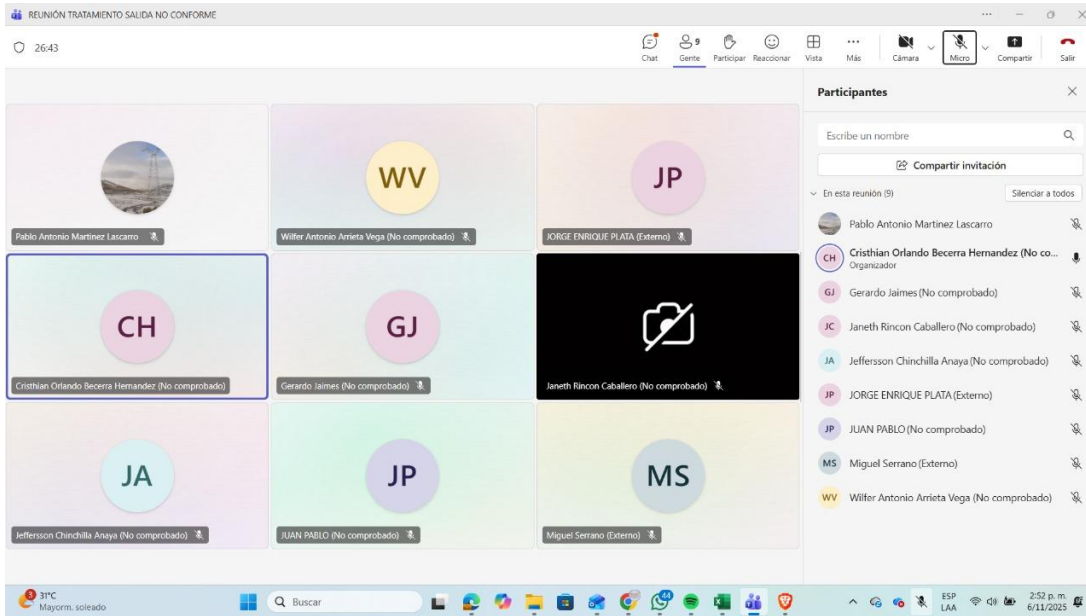 REUNIÓN TRATAMIENTO SALIDA NO CONFORME
26:43
Chat
Gente
9
Participar
Reaccionar
Vista
Más
Cámara
Micro
Compartir
Salir
Pablo Antonio Martinez Lascarro
WV
Wilfer Antonio Arrieta Vega (No comprobado)
JP
JORGE ENRIQUE PLATA (Externo)
CH
Cristhian Orlando Becerra Hernandez (No comprobado)
GJ
Gerardo Jaimes (No comprobado)
Janeth Rincon Caballero (No comprobado)
JA
Jeffersson Chinchilla Anaya (No comprobado)
JP
JUAN PABLO (No comprobado)
MS
Miguel Serrano (Externo)
Participantes
Escribe un nombre
Compartir invitación
En esta reunión (9)
Silenciar a todos
Pablo Antonio Martinez Lascarro
CH
Cristhian Orlando Becerra Hernandez (No co...
Organizador
GJ
Gerardo Jaimes (No comprobado)
JC
Janeth Rincon Caballero (No comprobado)
JA
Jeffersson Chinchilla Anaya (No comprobado)
JP
JORGE ENRIQUE PLATA (Externo)
JP
JUAN PABLO (No comprobado)
MS
Miguel Serrano (Externo)
WV
Wilfer Antonio Arrieta Vega (No comprobado)
3
31°C
Mayorm. soleado
Buscar
44
ESP
LAA
2:52 p. m.
6/11/2025